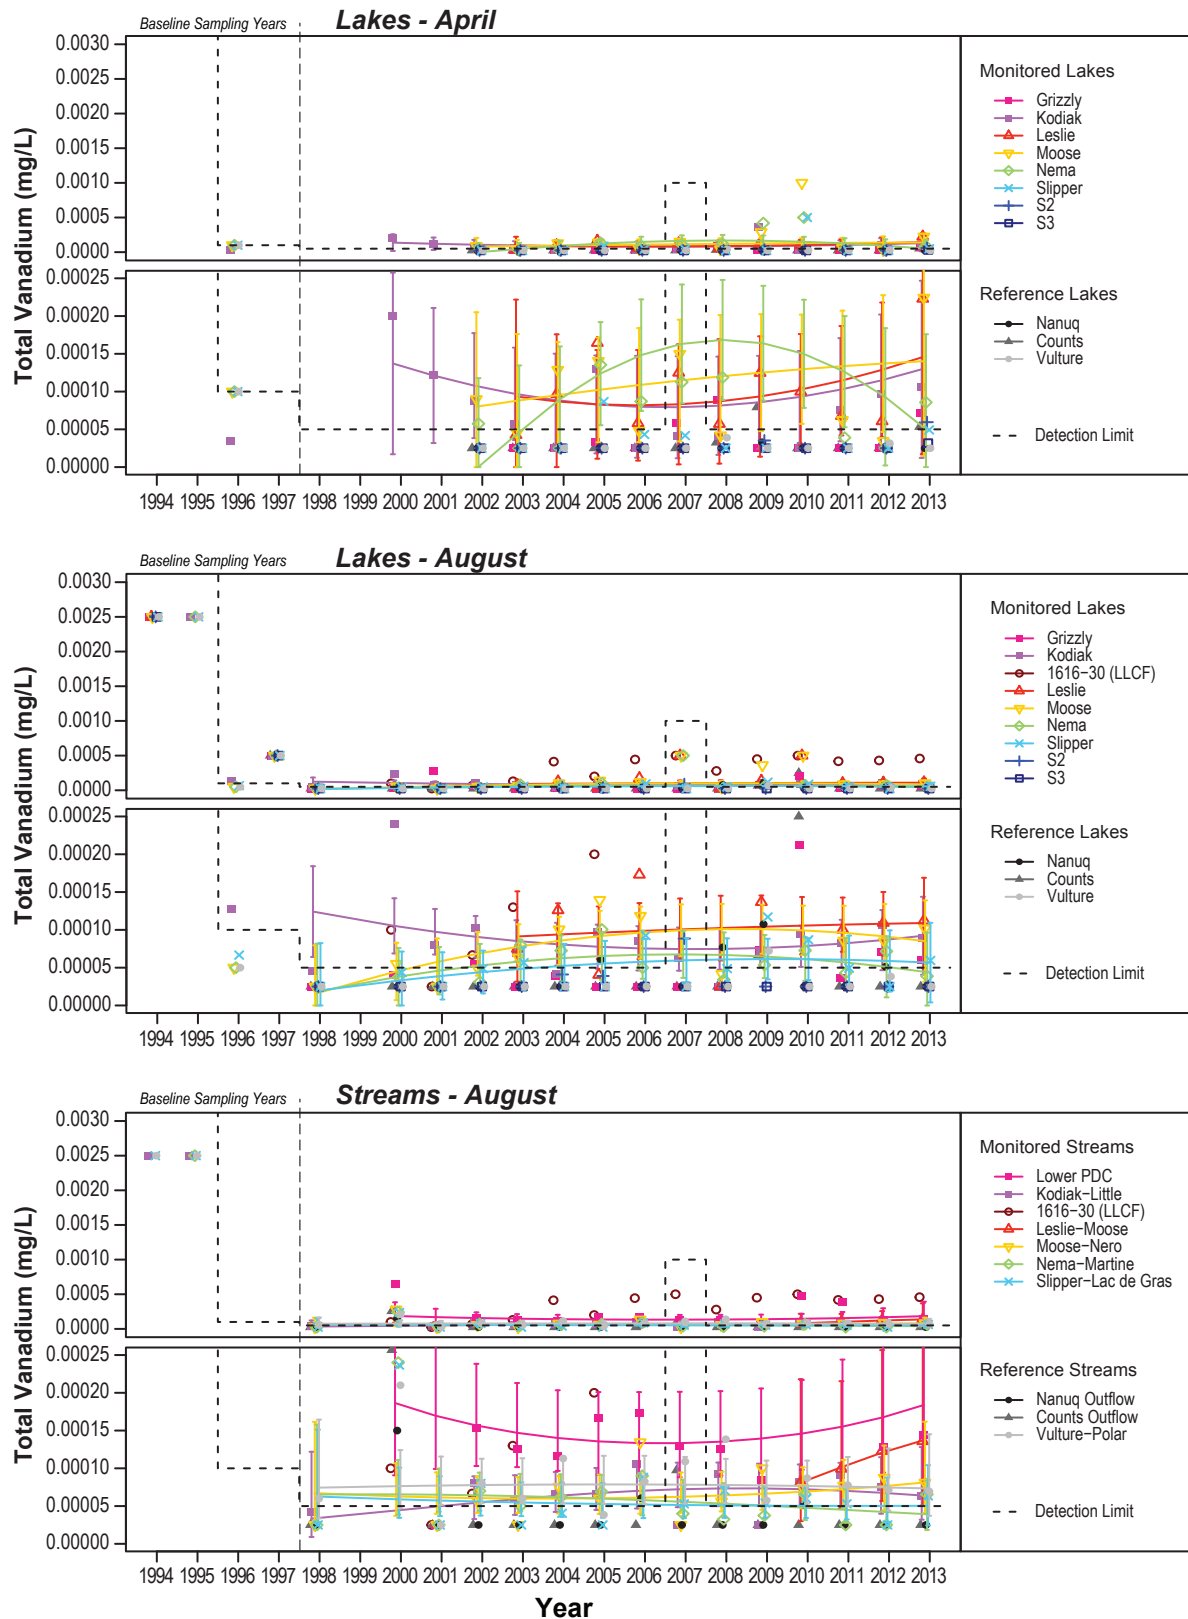 Baseline Sampling Years
Lakes - April
Total Vanadium (mg/L)
0.0030
0.0025
0.0020
0.0015
0.0010
0.0005
0.0000
Total Vanadium (mg/L)
0.00025
0.00020
0.00015
0.00010
0.00005
0.00000
1994 1995 1996 1997 1998 1999 2000 2001 2002 2003 2004 2005 2006 2007 2008 2009 2010 2011 2012 2013
Monitored Lakes
Grizzly
Kodiak
Leslie
Moose
Nema
Slipper
S2
S3
Reference Lakes
Nanuq
Counts
Vulture
Detection Limit
Baseline Sampling Years
Lakes - August
Total Vanadium (mg/L)
0.0030
0.0025
0.0020
0.0015
0.0010
0.0005
0.0000
0.00025
0.00020
0.00015
0.00010
0.00005
0.00000
1994 1995 1996 1997 1998 1999 2000 2001 2002 2003 2004 2005 2006 2007 2008 2009 2010 2011 2012 2013
Monitored Lakes
Grizzly
Kodiak
1616−30 (LLCF)
Leslie
Moose
Nema
Slipper
S2
S3
Reference Lakes
Nanuq
Counts
Vulture
Detection Limit
Baseline Sampling Years
Streams - August
Total Vanadium (mg/L)
0.0030
0.0025
0.0020
0.0015
0.0010
0.0005
0.0000
0.00025
0.00020
0.00015
0.00010
0.00005
0.00000
1994 1995 1996 1997 1998 1999 2000 2001 2002 2003 2004 2005 2006 2007 2008 2009 2010 2011 2012 2013
Year
Monitored Streams
Lower PDC
Kodiak−Little
1616−30 (LLCF)
Leslie−Moose
Moose−Nero
Nema−Martine
Slipper−Lac de Gras
Reference Streams
Nanuq Outflow
Counts Outflow
Vulture−Polar
Detection Limit